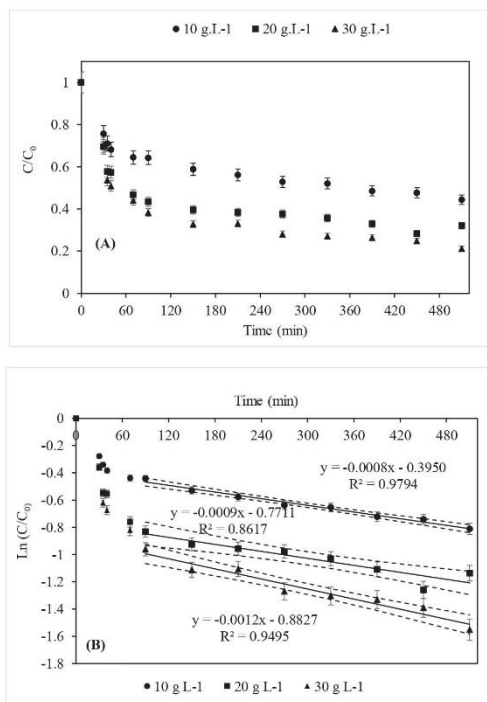 ● 10 g.L-1 ■ 20 g.L-1 ▲ 30 g.L-1
1
0.8
0.6
0.4
0.2
0
C/C₀
(A)
0 60 120 180 240 300 360 420 480
Time (min)
Time (min)
0 60 120 180 240 300 360 420 480
0
-0.2
-0.4
-0.6
-0.8
-1
-1.2
-1.4
-1.6
-1.8
Ln (C/C₀)
y = -0.0008x - 0.3950
R² = 0.9794
y = -0.0009x - 0.7711
R² = 0.8617
y = -0.0012x - 0.8827
R² = 0.9495
(B)
● 10 g L-1 ■ 20 g L-1 ▲ 30 g L-1